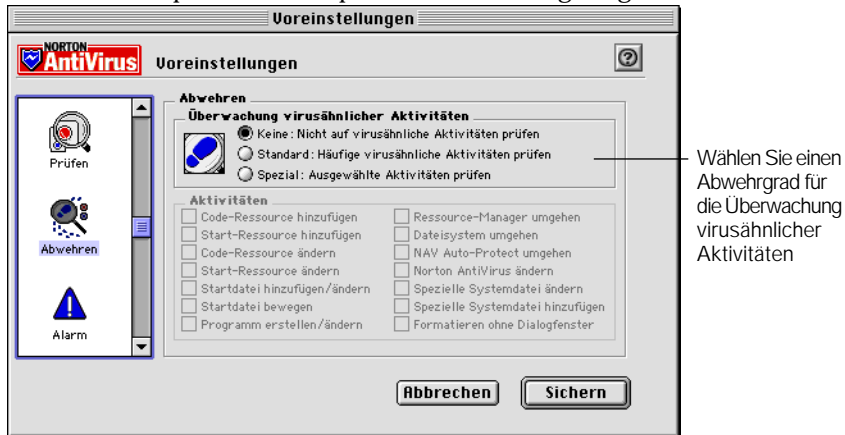 Voreinstellungen
NORTON
AntiVirus
Voreinstellungen
?
Prüfen
Abwehren
Alarm
Abwehren
Überwachung virusähnlicher Aktivitäten
Keine: Nicht auf virusähnliche Aktivitäten prüfen
Standard: Häufige virusähnliche Aktivitäten prüfen
Spezial: Ausgewählte Aktivitäten prüfen
Aktivitäten
Code-Ressource hinzufügen
Start-Ressource hinzufügen
Code-Ressource ändern
Start-Ressource ändern
Startdatei hinzufügen/ändern
Startdatei bewegen
Programm erstellen/ändern
Ressource-Manager umgehen
Dateisystem umgehen
NAV Auto-Protect umgehen
Norton AntiVirus ändern
Spezielle Systemdatei ändern
Spezielle Systemdatei hinzufügen
Formatieren ohne Dialogfenster
Abbrechen
Sichern
Wählen Sie einen
Abwehrgrad für
die Überwachung
virusähnlicher
Aktivitäten